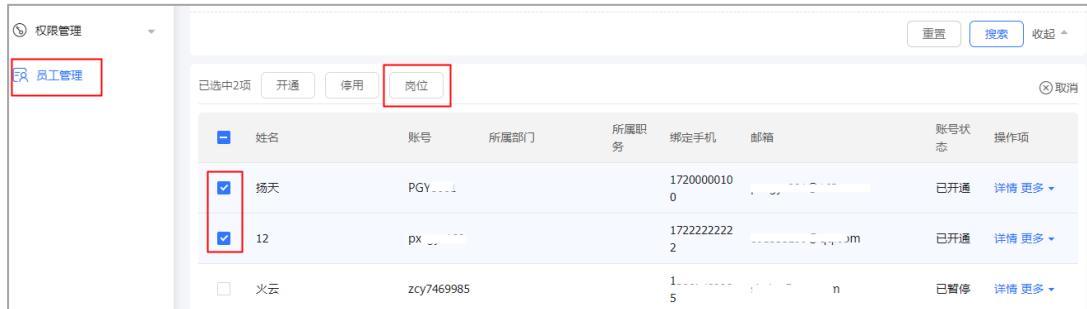 权限管理
重置 搜索 收起
员工管理
已选中2项 开通 停用 岗位 取消
姓名 账号 所属部门 所属职 绑定手机 邮箱 账号状 操作项
务 态
扬天 PGY 1720000010 已开通 详情 更多
0
12 px 1722222222 om 已开通 详情 更多
2
火云 zcy7469985 1 n 已暂停 详情 更多
5